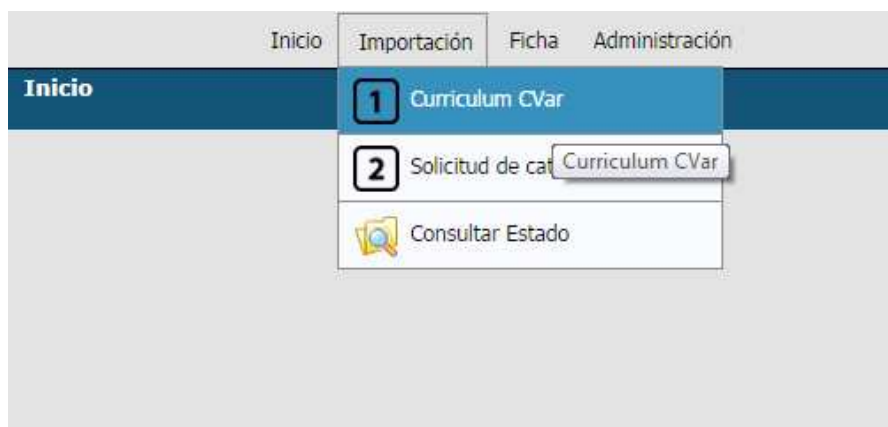 Inicio Importación Ficha Administración
Inicio
1 Curriculum CVar
2 Solicitud de cat
Curriculum CVar
Consultar Estado